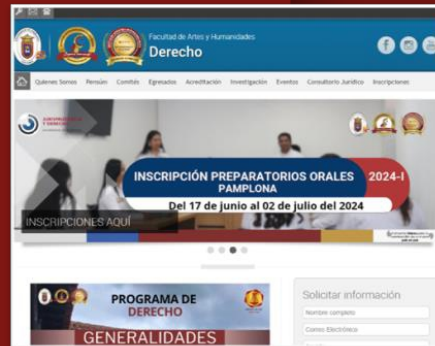 Facultad de Artes y Humanidades
Derecho
Quienes Somos Pensum Comités Egresados Acreditación Investigación Eventos Consultorio Jurídico Inscripciones
INSCRIPCIÓN PREPARATORIOS ORALES 2024-I
PAMPLONA
Del 17 de junio al 02 de julio del 2024
INSCRIPCIONES AQUÍ
PROGRAMA DE
DERECHO
GENERALIDADES
Solicitar información
Nombre completo
Correo Electrónico